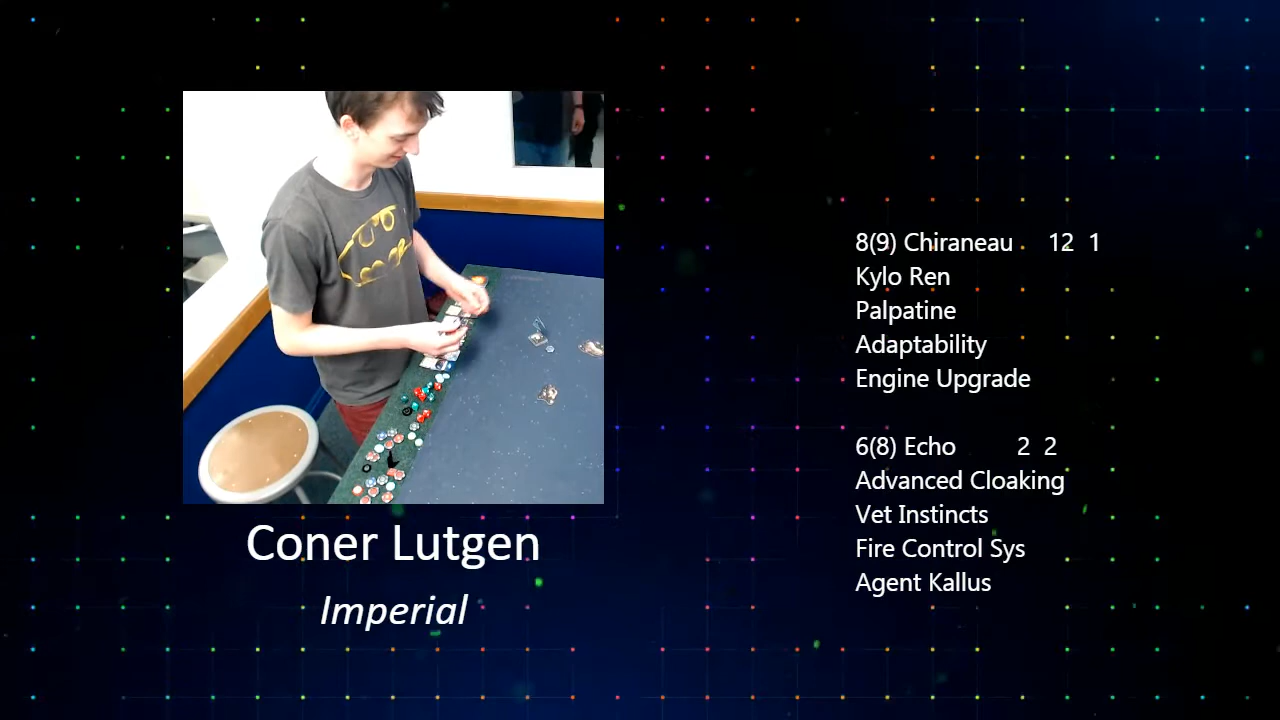 8(9) Chiraneau 12 1
Kylo Ren
Palpatine
Adaptability
Engine Upgrade
6(8) Echo 2 2
Advanced Cloaking
Vet Instincts
Fire Control Sys
Agent Kallus
Coner Lutgen
Imperial